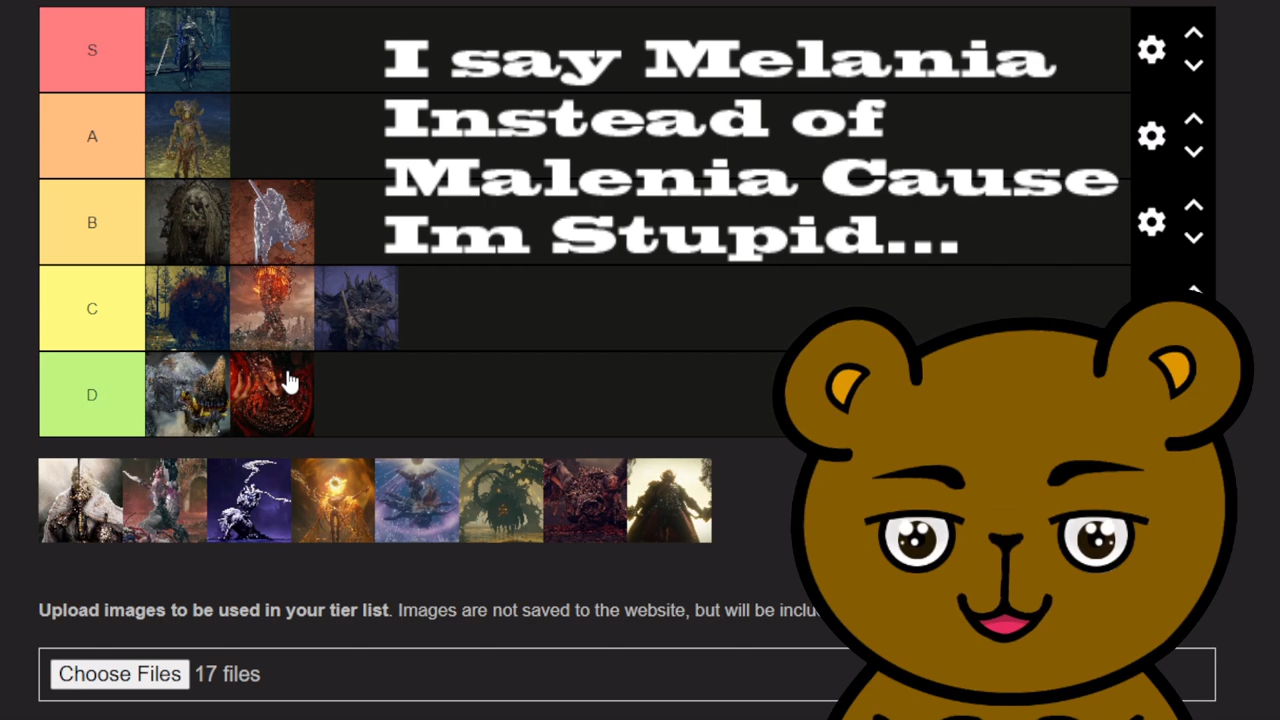 S
I say Melania
A
Instead of
Malenia Cause
B
Im Stupid...
C
D
Upload images to be used in your tier list. Images are not saved to the website, but will be
Choose Files 17 files